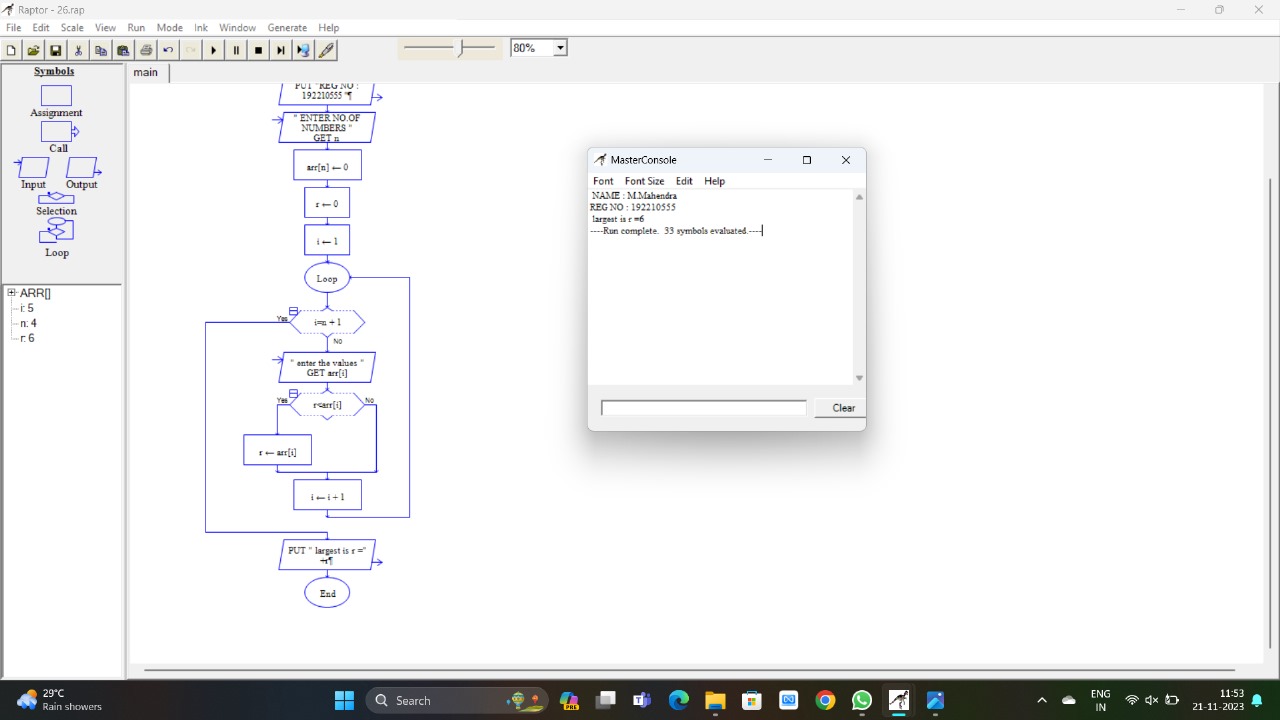 Raptor - 26.rap
File Edit Scale View Run Mode Ink Window Generate Help
80%
Symbols
Assignment
Call
Input Output
Selection
Loop
ARR[]
i: 5
n: 4
r: 6
main
PUT "REG NO :
192210555 "¶
" ENTER NO.OF
NUMBERS "
GET n
arr[n] ← 0
r ← 0
i ← 1
Loop
Yes
i=n + 1
No
" enter the values "
GET arr[i]
Yes
r<arr[i]
No
r ← arr[i]
i ← i + 1
PUT " largest is r ="
+r¶
End
MasterConsole
Font Font Size Edit Help
NAME : M.Mahendra
REG NO : 192210555
largest is r =6
----Run complete. 33 symbols evaluated.----
Clear
29°C
Rain showers
Search
PRE
ENG
IN
11:53
21-11-2023